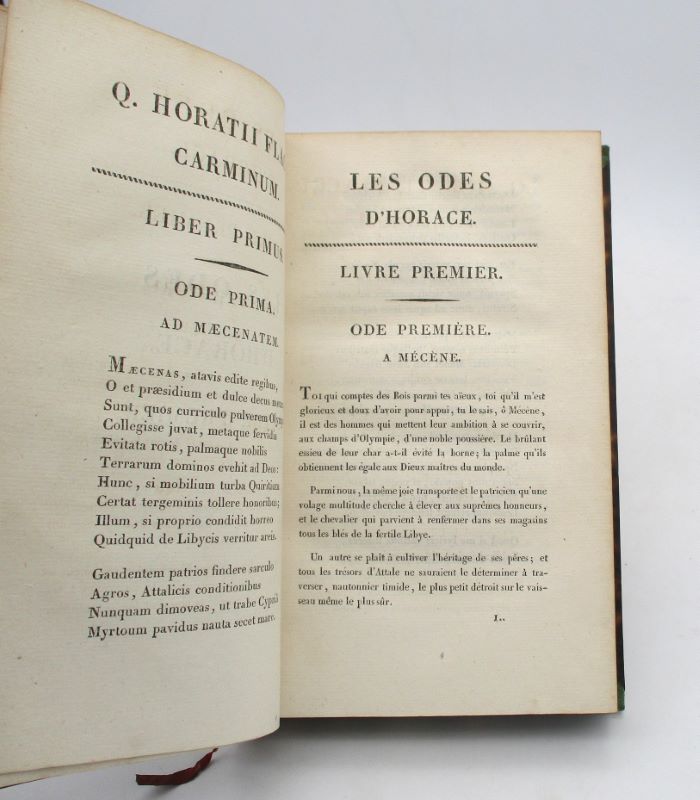 Q. HORATII FLA
CARMINUM.
LIBER PRIMUS
ODE PRIMA.
AD MÆCENATEM.
MÆCENAS, atavis edite regibus,
O et præsidium et dulce decus
Sunt, quos curriculo pulverem Olym
Collegisse juvat, metaque fervidis
Evitata rotis, palmaque nobilis
Terrarum dominos evehit ad Deos:
Hunc, si mobilium turba Quiritium
Certat tergeminis tollere honoribus;
Illum, si proprio condidit horreo
Quidquid de Libycis verritur areis.
Gaudentem patrios findere sarculo
Agros, Attalicis conditionibus
Nunquam dimoveas, ut trabe Cypriâ
Myrtoum pavidus nauta secet mare.
LES ODES
D'HORACE.
LIVRE PREMIER.
ODE PREMIÈRE.
A MÉCÈNE.
TOI qui comptes des Rois parmi tes aïeux, toi qu'il m'est
glorieux et doux d'avoir pour appui, tu le sais, ô Mécène,
il est des hommes qui mettent leur ambition à se couvrir,
aux champs d'Olympie, d'une noble poussière. Le brûlant
essieu de leur char a-t-il évité la borne; la palme qu'ils
obtiennent les égale aux Dieux maîtres du monde.
Parmi nous, la même joie transporte et le patricien qu'une
volage multitude cherche à élever aux suprêmes honneurs,
et le chevalier qui parvient à renfermer dans ses magasins
tous les blés de la fertile Libye.
Un autre se plaît à cultiver l'héritage de ses pères; et
tous les trésors d'Attale ne sauraient le déterminer à tra-
verser, nautonnier timide, le plus petit détroit sur le vais-
seau même le plus sûr.
1..